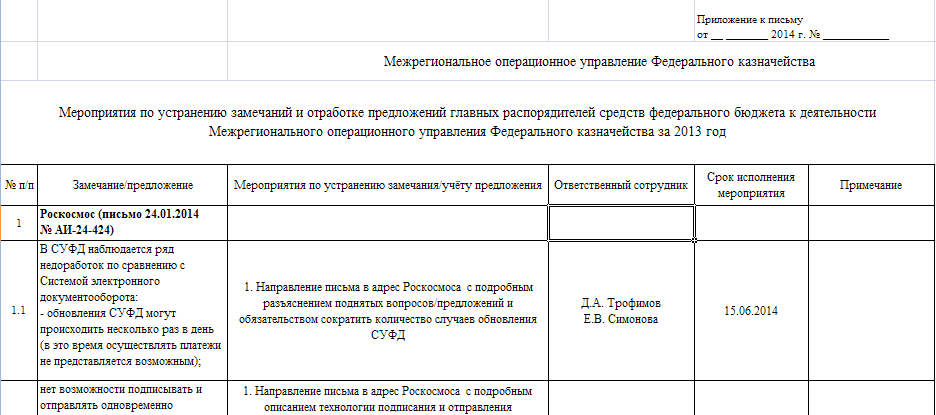 Приложение к письму
от __ _______ 2014 г. № ___________
Межрегиональное операционное управление Федерального казначейства
Мероприятия по устранению замечаний и отработке предложений главных распорядителей средств федерального бюджета к деятельности
Межрегионального операционного управления Федерального казначейства за 2013 год
№ п/п
Замечание/предложение
Мероприятия по устранению замечания/учёту предложения
Ответственный сотрудник
Срок исполнения
мероприятия
Примечание
1
Роскосмос (письмо 24.01.2014
№ АИ-24-424)
1.1
В СУФД наблюдается ряд
недоработок по сравнению с
Системой электронного
документооборота:
- обновления СУФД могут
происходить несколько раз в день
(в это время осуществлять платежи
не представляется возможным);
1. Направление письма в адрес Роскосмоса с подробным
разъяснением поднятых вопросов/предложений и
обязательством сократить количество случаев обновления
СУФД
Д.А. Трофимов
Е.В. Симонова
15.06.2014
нет возможности подписывать и
отправлять одновременно
1. Направление письма в адрес Роскосмоса с подробным
описанием технологии подписания и отправления